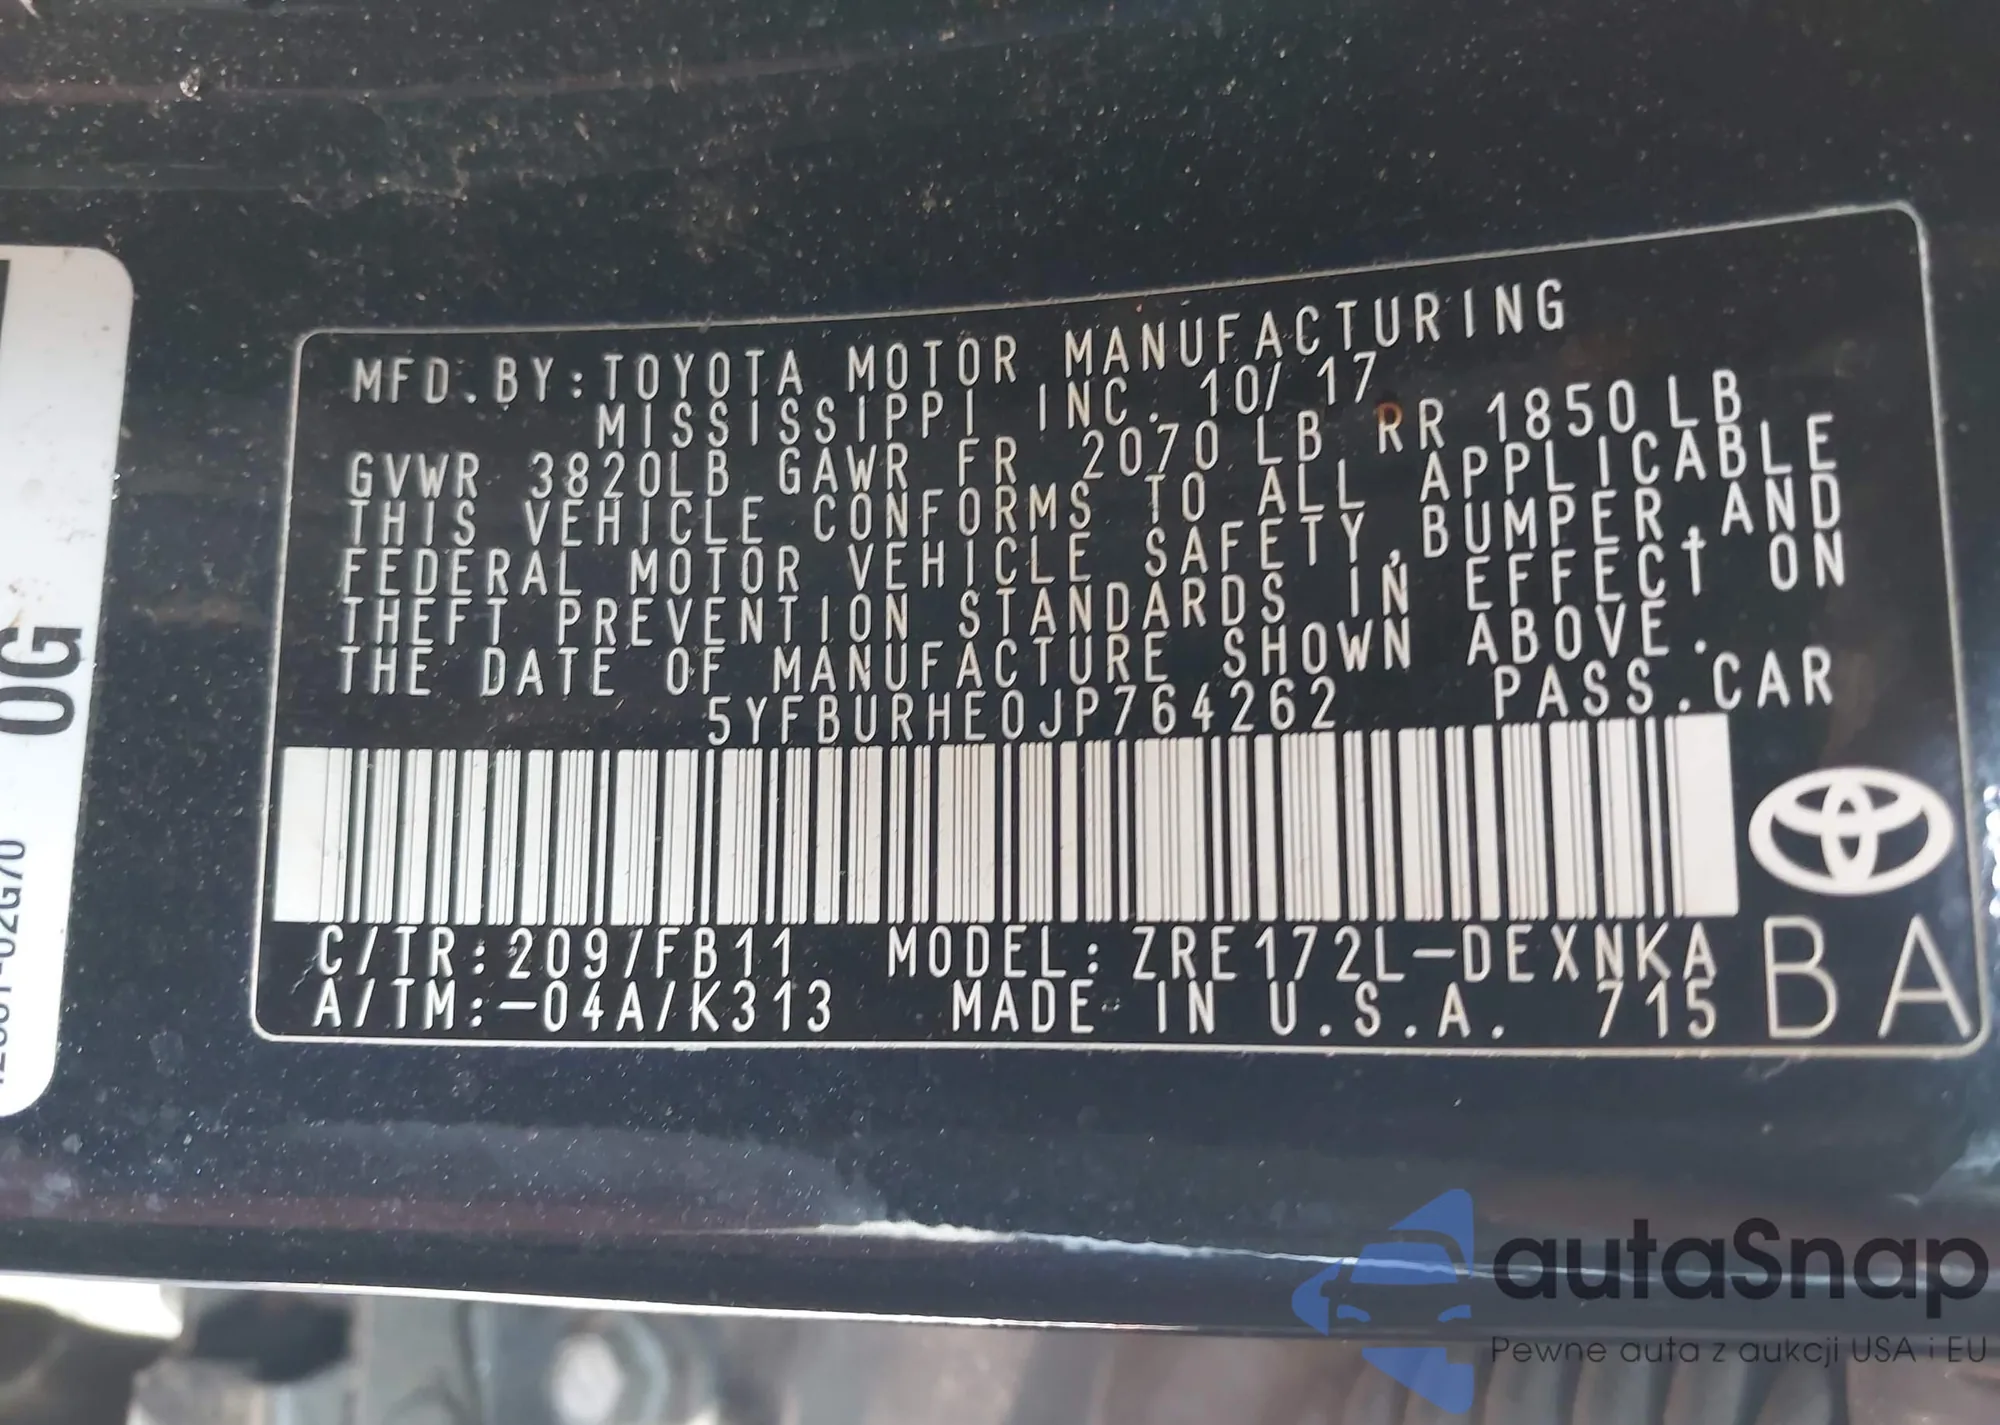 MFD.BY:TOYOTA MOTOR MANUFACTURING
MISSISSIPPI INC. 10/17
GVWR 3820LB GAWR FR 2070 LB RR 1850LB
THIS VEHICLE CONFORMS TO ALL APPLICABLE
FEDERAL MOTOR VEHICLE SAFETY, BUMPER, AND
THEFT PREVENTION STANDARDS IN EFFECT ON
THE DATE OF MANUFACTURE SHOWN ABOVE.
5YFBURHE0JP764262 PASS.CAR
C/TR:209/FB11 MODEL:ZRE172L-DEXNKA
A/TM:-04A/K313 MADE IN U.S.A. 715
BA
0G
autaSnap
Pewne auta z aukcji USA i EU